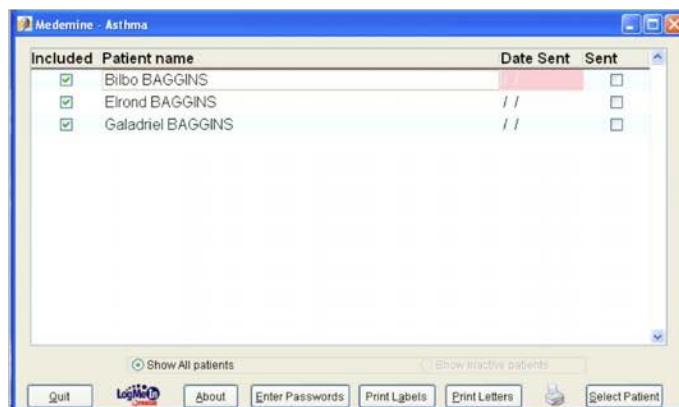 Medemine - Asthma
Included Patient name Date Sent Sent
Bilbo BAGGINS / /
Elrond BAGGINS / /
Galadriel BAGGINS / /
Show All patients Show inactive patients
Quit LogMeIn About Enter Passwords Print Labels Print Letters Select Patient